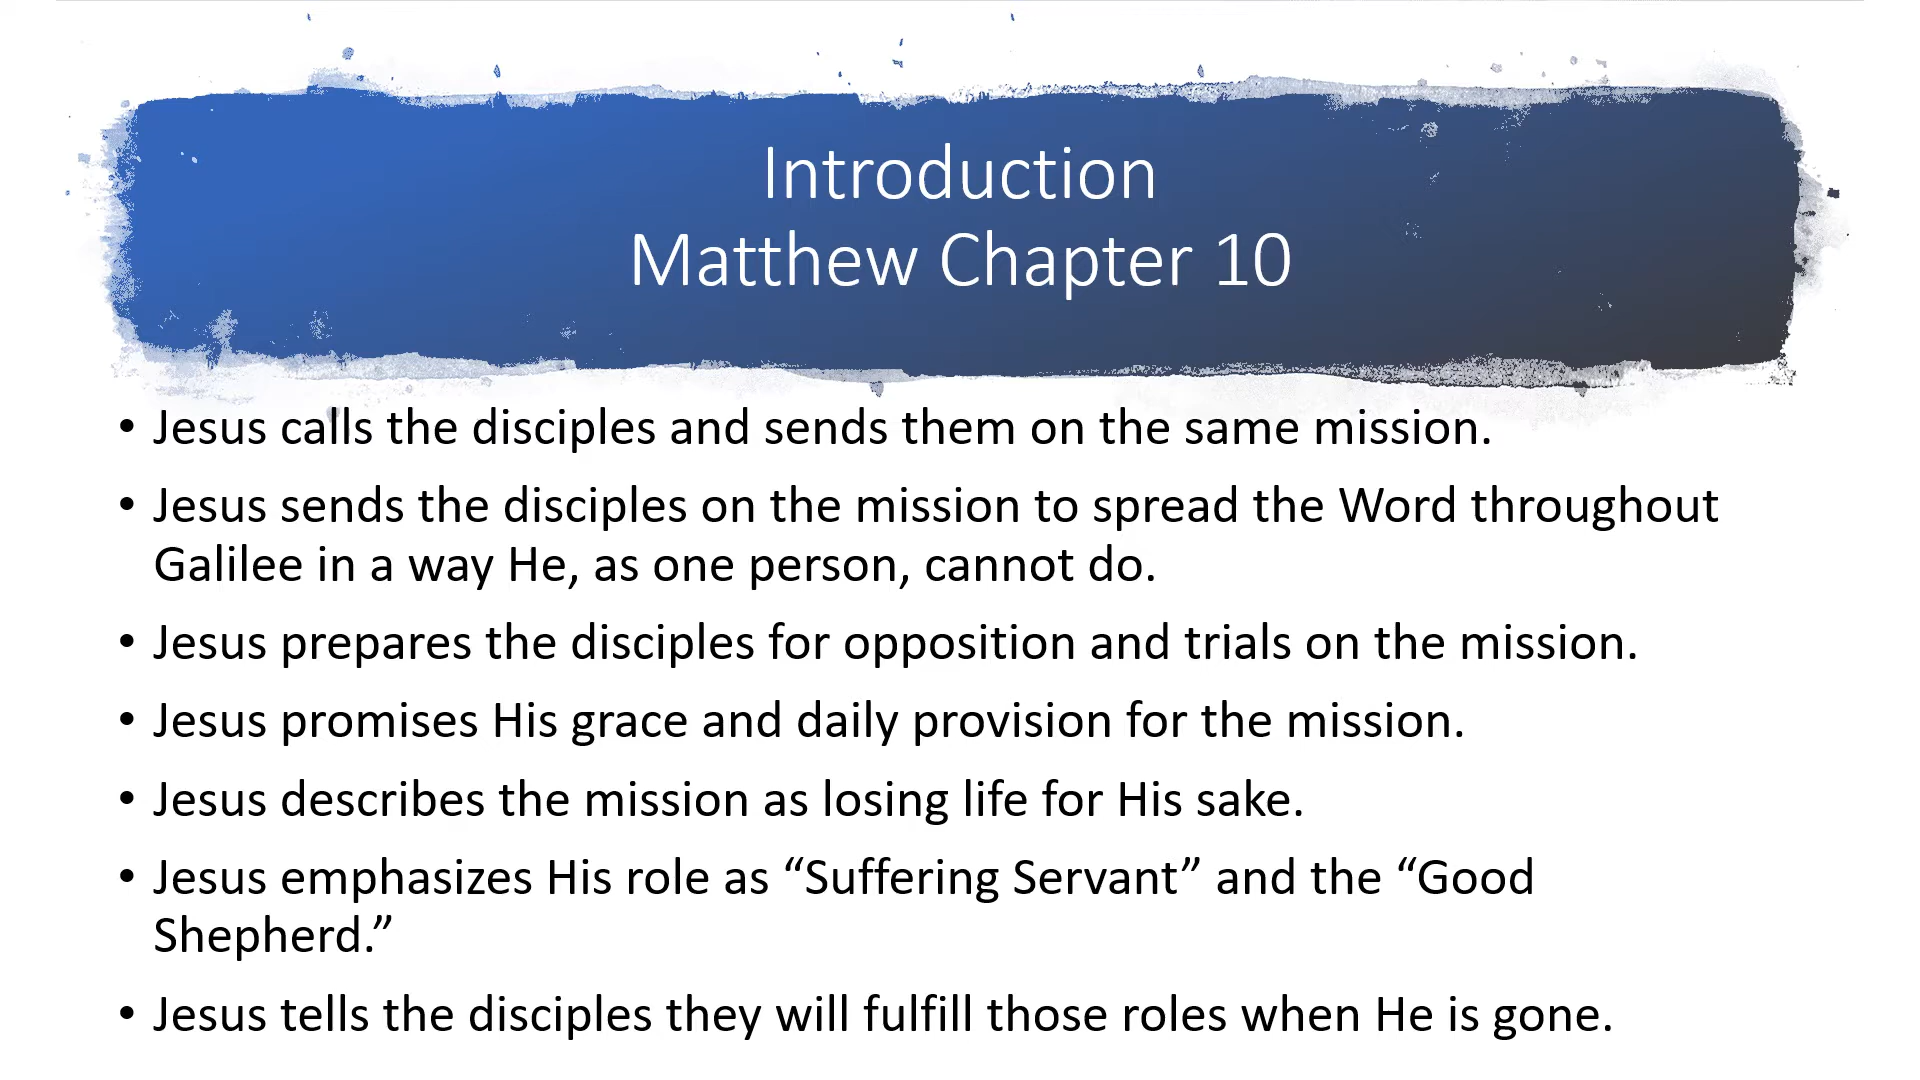 Introduction
Matthew Chapter 10
• Jesus calls the disciples and sends them on the same mission.
• Jesus sends the disciples on the mission to spread the Word throughout
Galilee in a way He, as one person, cannot do.
• Jesus prepares the disciples for opposition and trials on the mission.
• Jesus promises His grace and daily provision for the mission.
• Jesus describes the mission as losing life for His sake.
• Jesus emphasizes His role as “Suffering Servant” and the “Good
Shepherd.”
• Jesus tells the disciples they will fulfill those roles when He is gone.